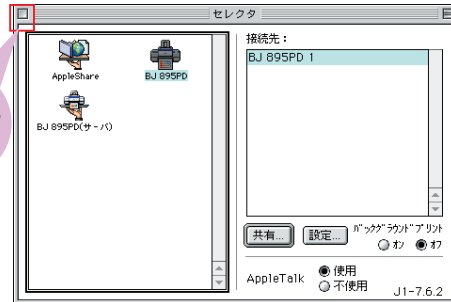 セレクタ
AppleShare
BJ 895PD
BJ 895PD(サーバ)
接続先：
BJ 895PD 1
共有...
設定...
バックグラウンドプリント
オン
オフ
AppleTalk
使用
不使用
J1-7.6.2